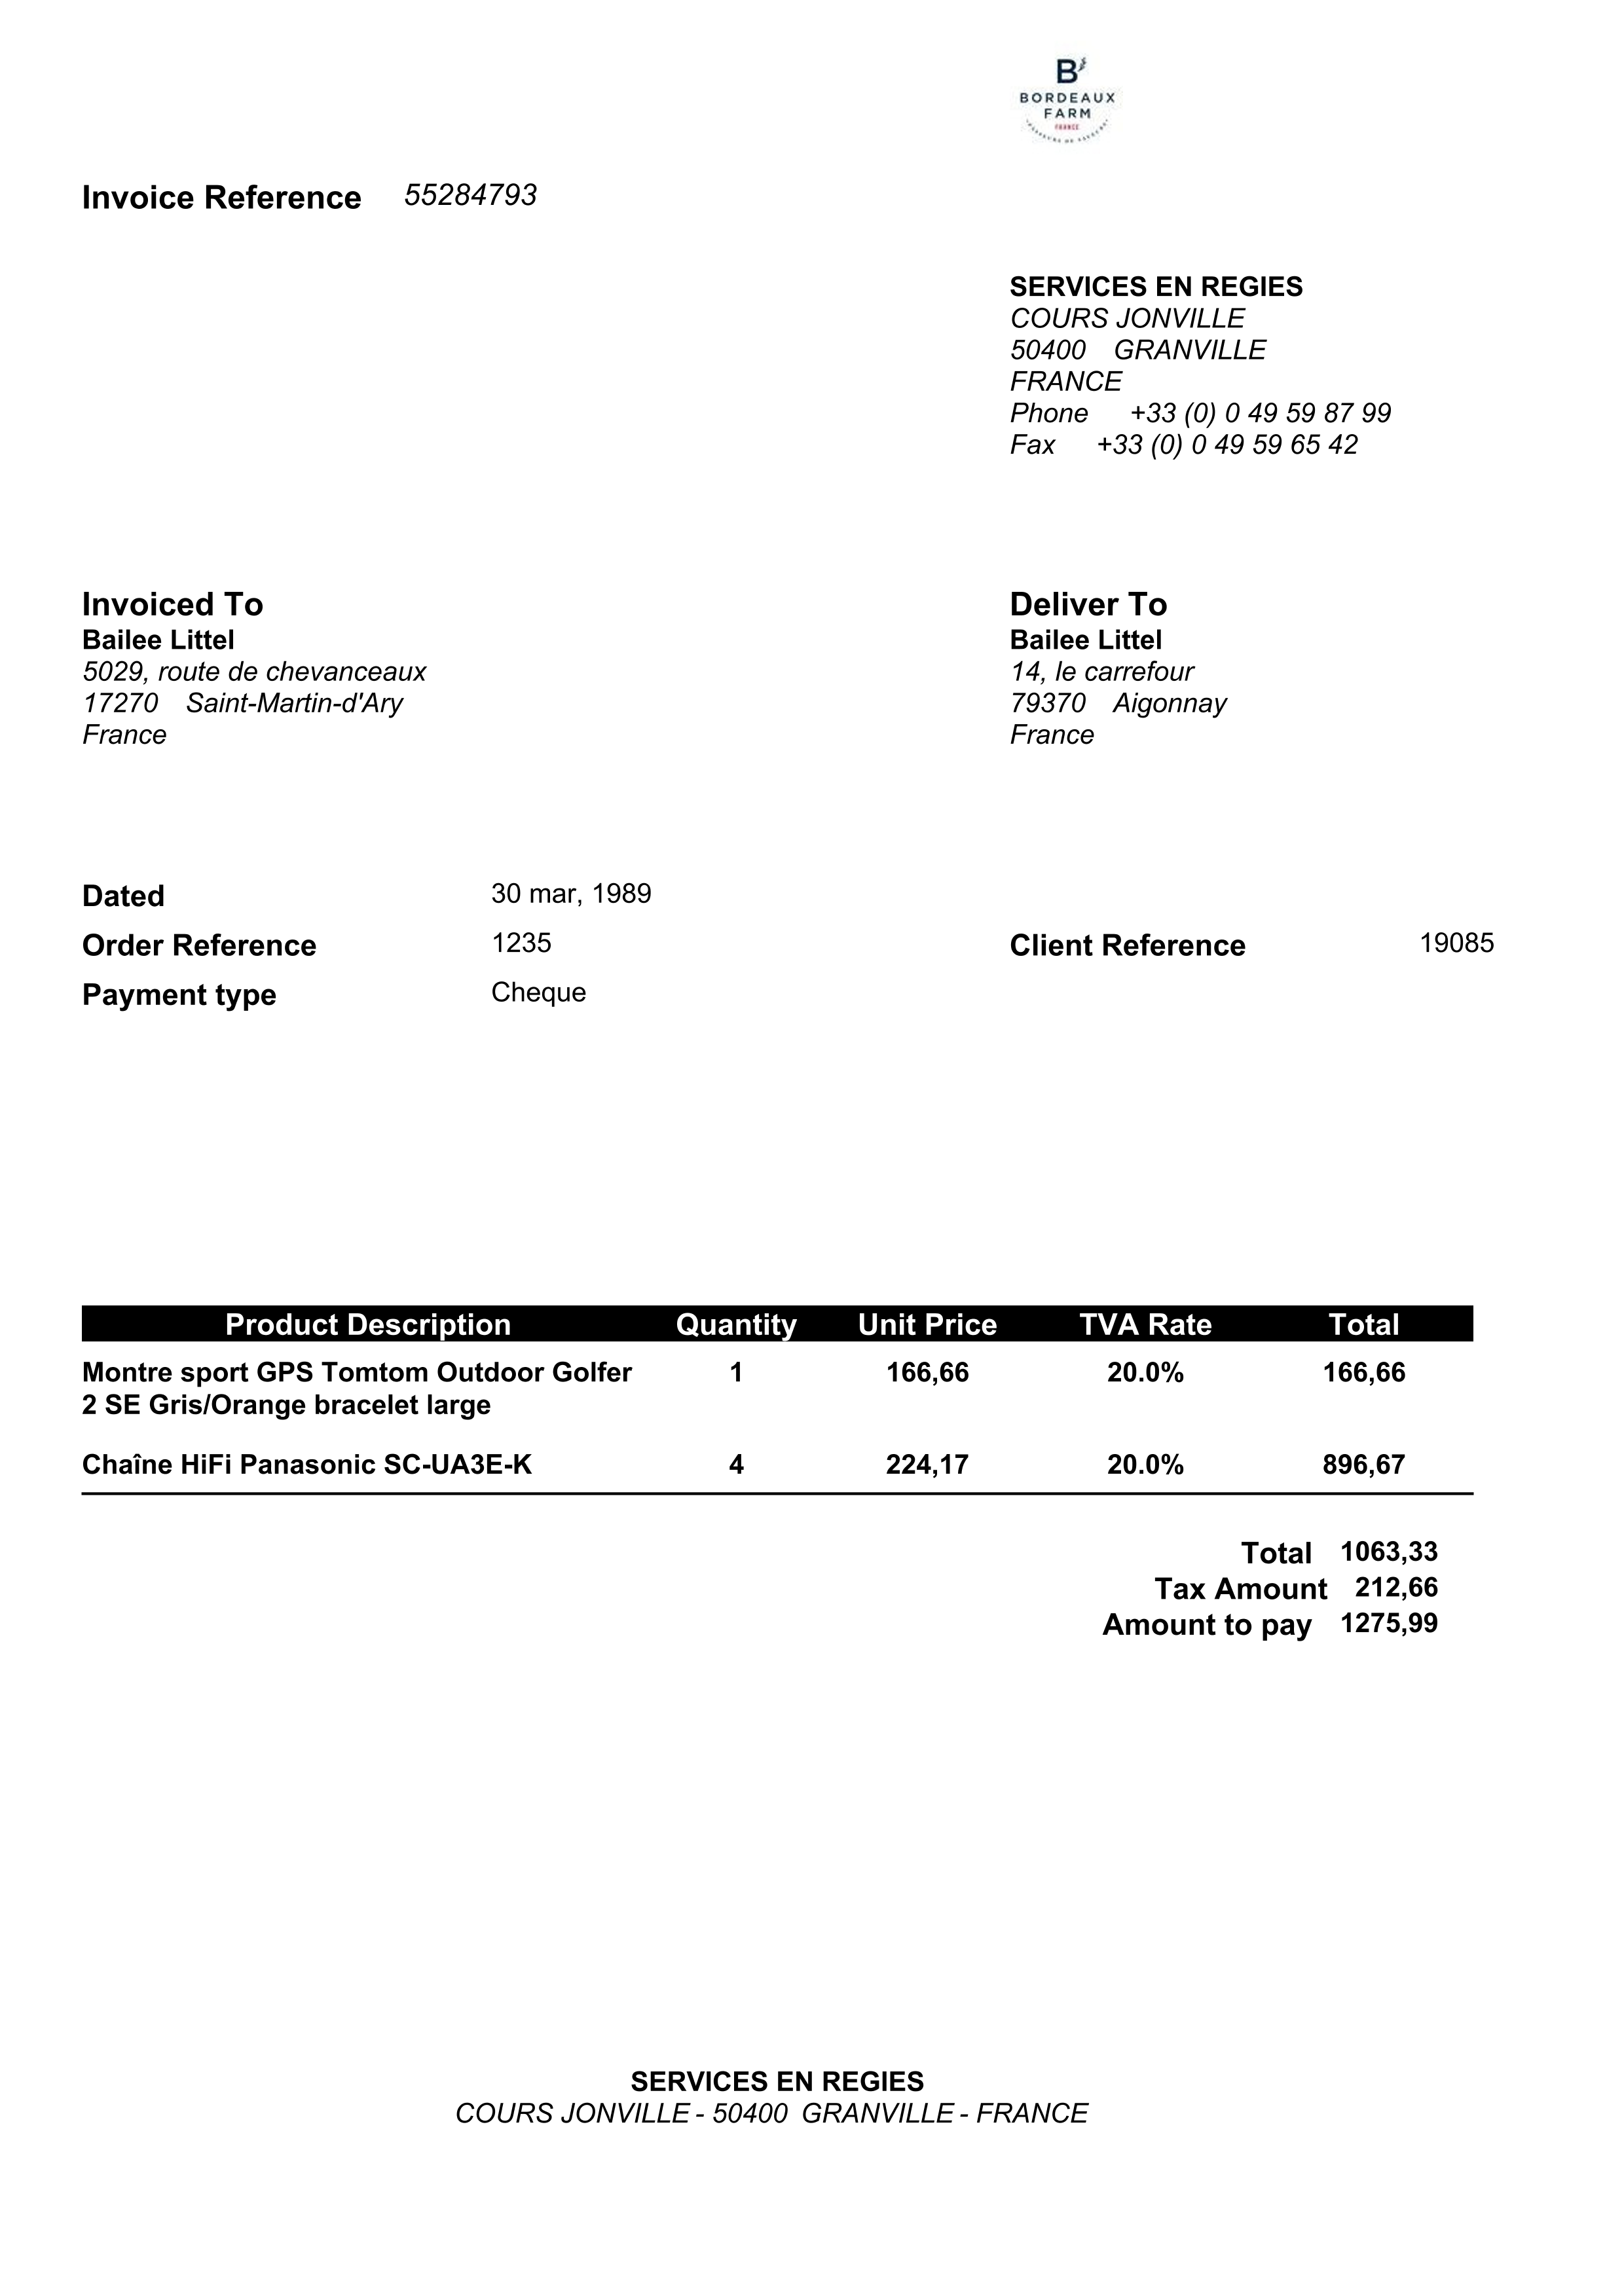 B
BORDEAUX
FARM
FRANCE
Invoice Reference 55284793
SERVICES EN REGIES
COURS JONVILLE
50400 GRANVILLE
FRANCE
Phone +33 (0) 0 49 59 87 99
Fax +33 (0) 0 49 59 65 42
Invoiced To
Bailee Littel
5029, route de chevanceaux
17270 Saint-Martin-d'Ary
France
Deliver To
Bailee Littel
14, le carrefour
79370 Aigonnay
France
Dated 30 mar, 1989
Order Reference 1235 Client Reference 19085
Payment type Cheque
Product Description Quantity Unit Price TVA Rate Total
Montre sport GPS Tomtom Outdoor Golfer 1 166,66 20.0% 166,66
2 SE Gris/Orange bracelet large
Chaîne HiFi Panasonic SC-UA3E-K 4 224,17 20.0% 896,67
Total 1063,33
Tax Amount 212,66
Amount to pay 1275,99
SERVICES EN REGIES
COURS JONVILLE - 50400 GRANVILLE - FRANCE